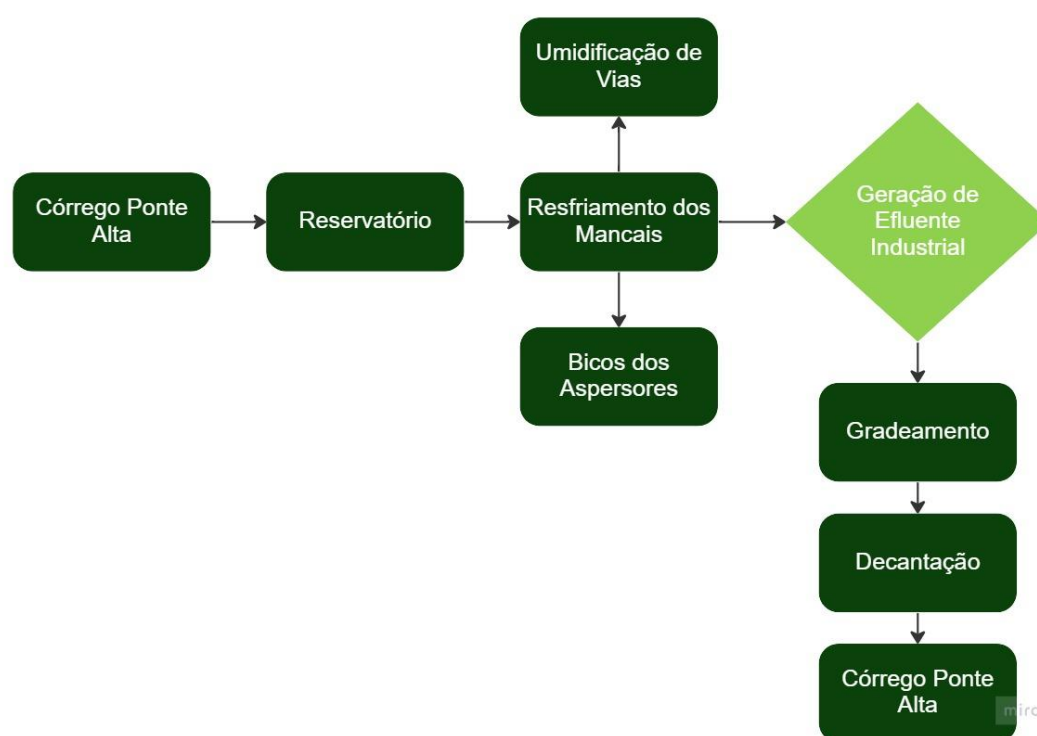 Umidificação de
Vias
Córrego Ponte
Alta
Reservatório
Resfriamento dos
Mancais
Geração de
Efluente
Industrial
Bicos dos
Aspersores
Gradeamento
Decantação
Córrego Ponte
Alta